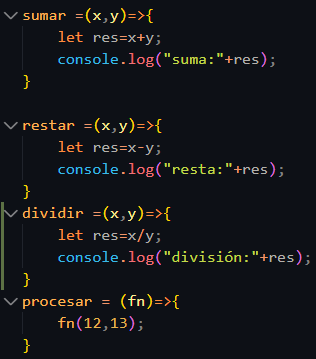 sumar =(x,y)=>{
    let res=x+y;
    console.log("suma:"+res);
}

restar =(x,y)=>{
    let res=x-y;
    console.log("resta:"+res);
}
dividir =(x,y)=>{
    let res=x/y;
    console.log("división:"+res);
}
procesar = (fn)=>{
    fn(12,13);
}